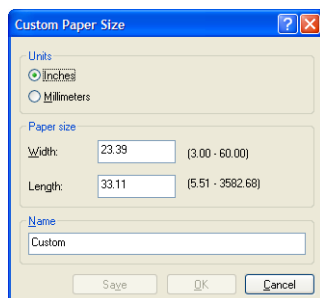 Custom Paper Size
Units
Inches
Millimeters
Paper size
Width: 23.39 (3.00 - 60.00)
Length: 33.11 (5.51 - 3582.68)
Name
Custom
Save OK Cancel